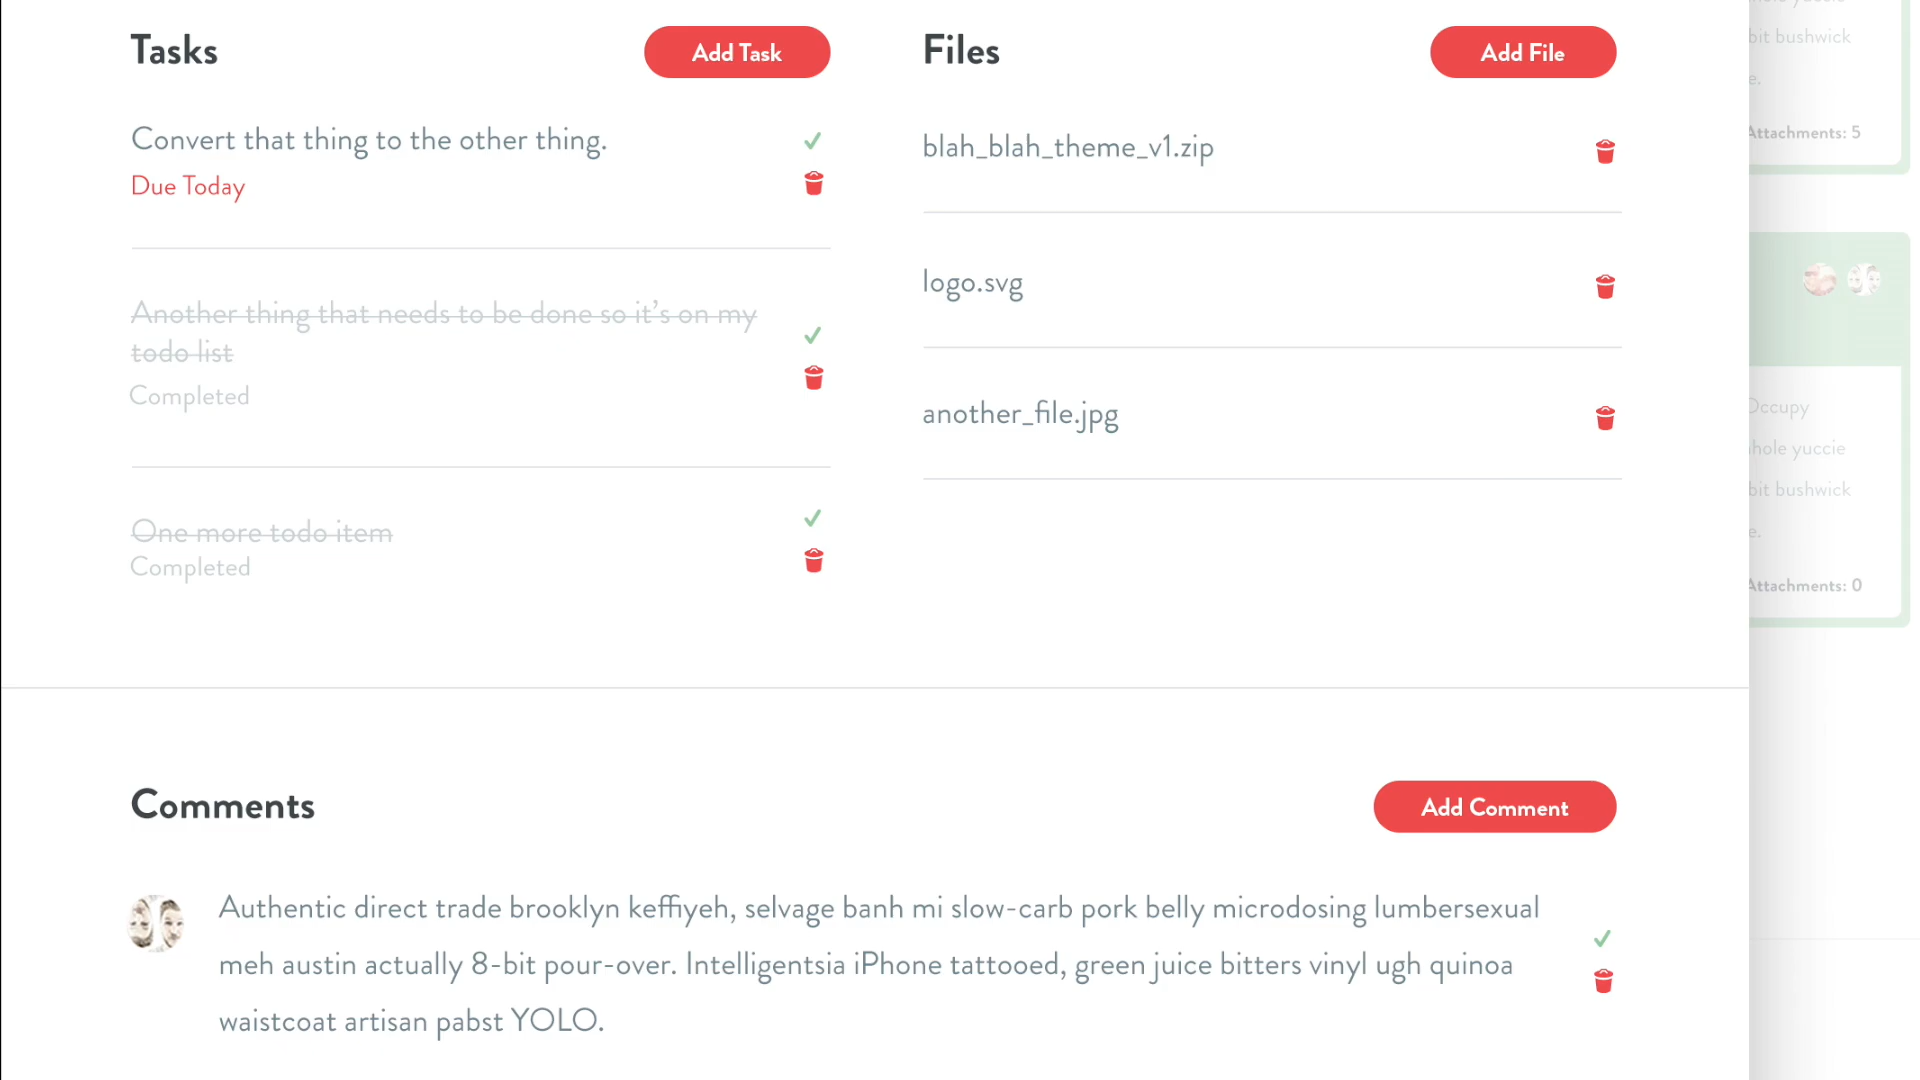 Tasks
Add Task
Convert that thing to the other thing.
Due Today
Another thing that needs to be done so it’s on my
todo list
Completed
One more todo item
Completed
Files
Add File
blah_blah_theme_v1.zip
logo.svg
another_file.jpg
Comments
Add Comment
Authentic direct trade brooklyn keffiyeh, selvage banh mi slow-carb pork belly microdosing lumbersexual
meh austin actually 8-bit pour-over. Intelligentsia iPhone tattooed, green juice bitters vinyl ugh quinoa
waistcoat artisan pabst YOLO.
bit bushwick
e.
Attachments: 5
Occupy
hole yuccie
bit bushwick
e.
Attachments: 0